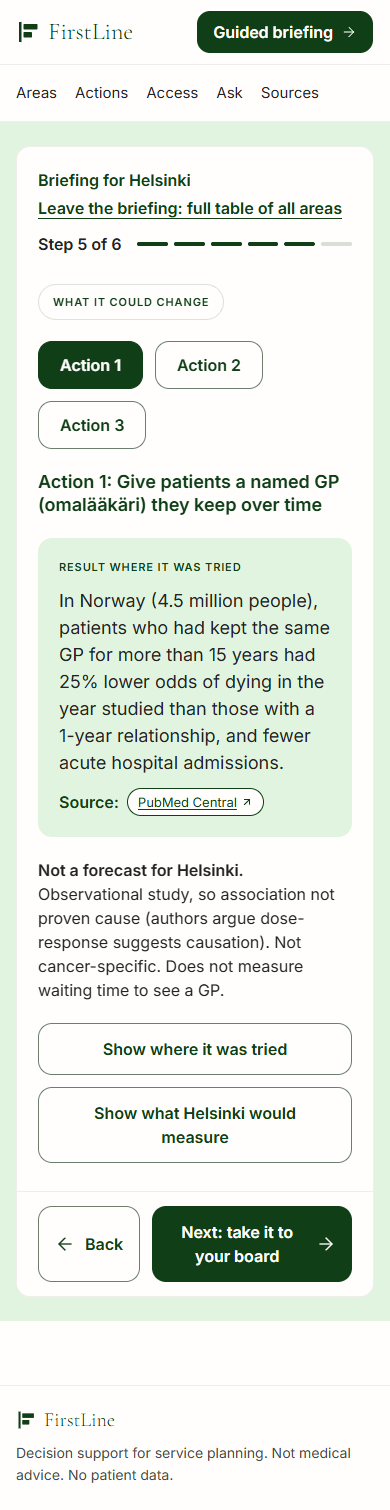 FirstLine
Guided briefing →
Areas Actions Access Ask Sources
Briefing for Helsinki
Leave the briefing: full table of all areas
Step 5 of 6
WHAT IT COULD CHANGE
Action 1
Action 2
Action 3
Action 1: Give patients a named GP
(omalääkäri) they keep over time
RESULT WHERE IT WAS TRIED
In Norway (4.5 million people),
patients who had kept the same
GP for more than 15 years had
25% lower odds of dying in the
year studied than those with a
1-year relationship, and fewer
acute hospital admissions.
Source: PubMed Central ↗
Not a forecast for Helsinki.
Observational study, so association not
proven cause (authors argue dose-
response suggests causation). Not
cancer-specific. Does not measure
waiting time to see a GP.
Show where it was tried
Show what Helsinki would
measure
← Back
Next: take it to
your board →
FirstLine
Decision support for service planning. Not medical
advice. No patient data.